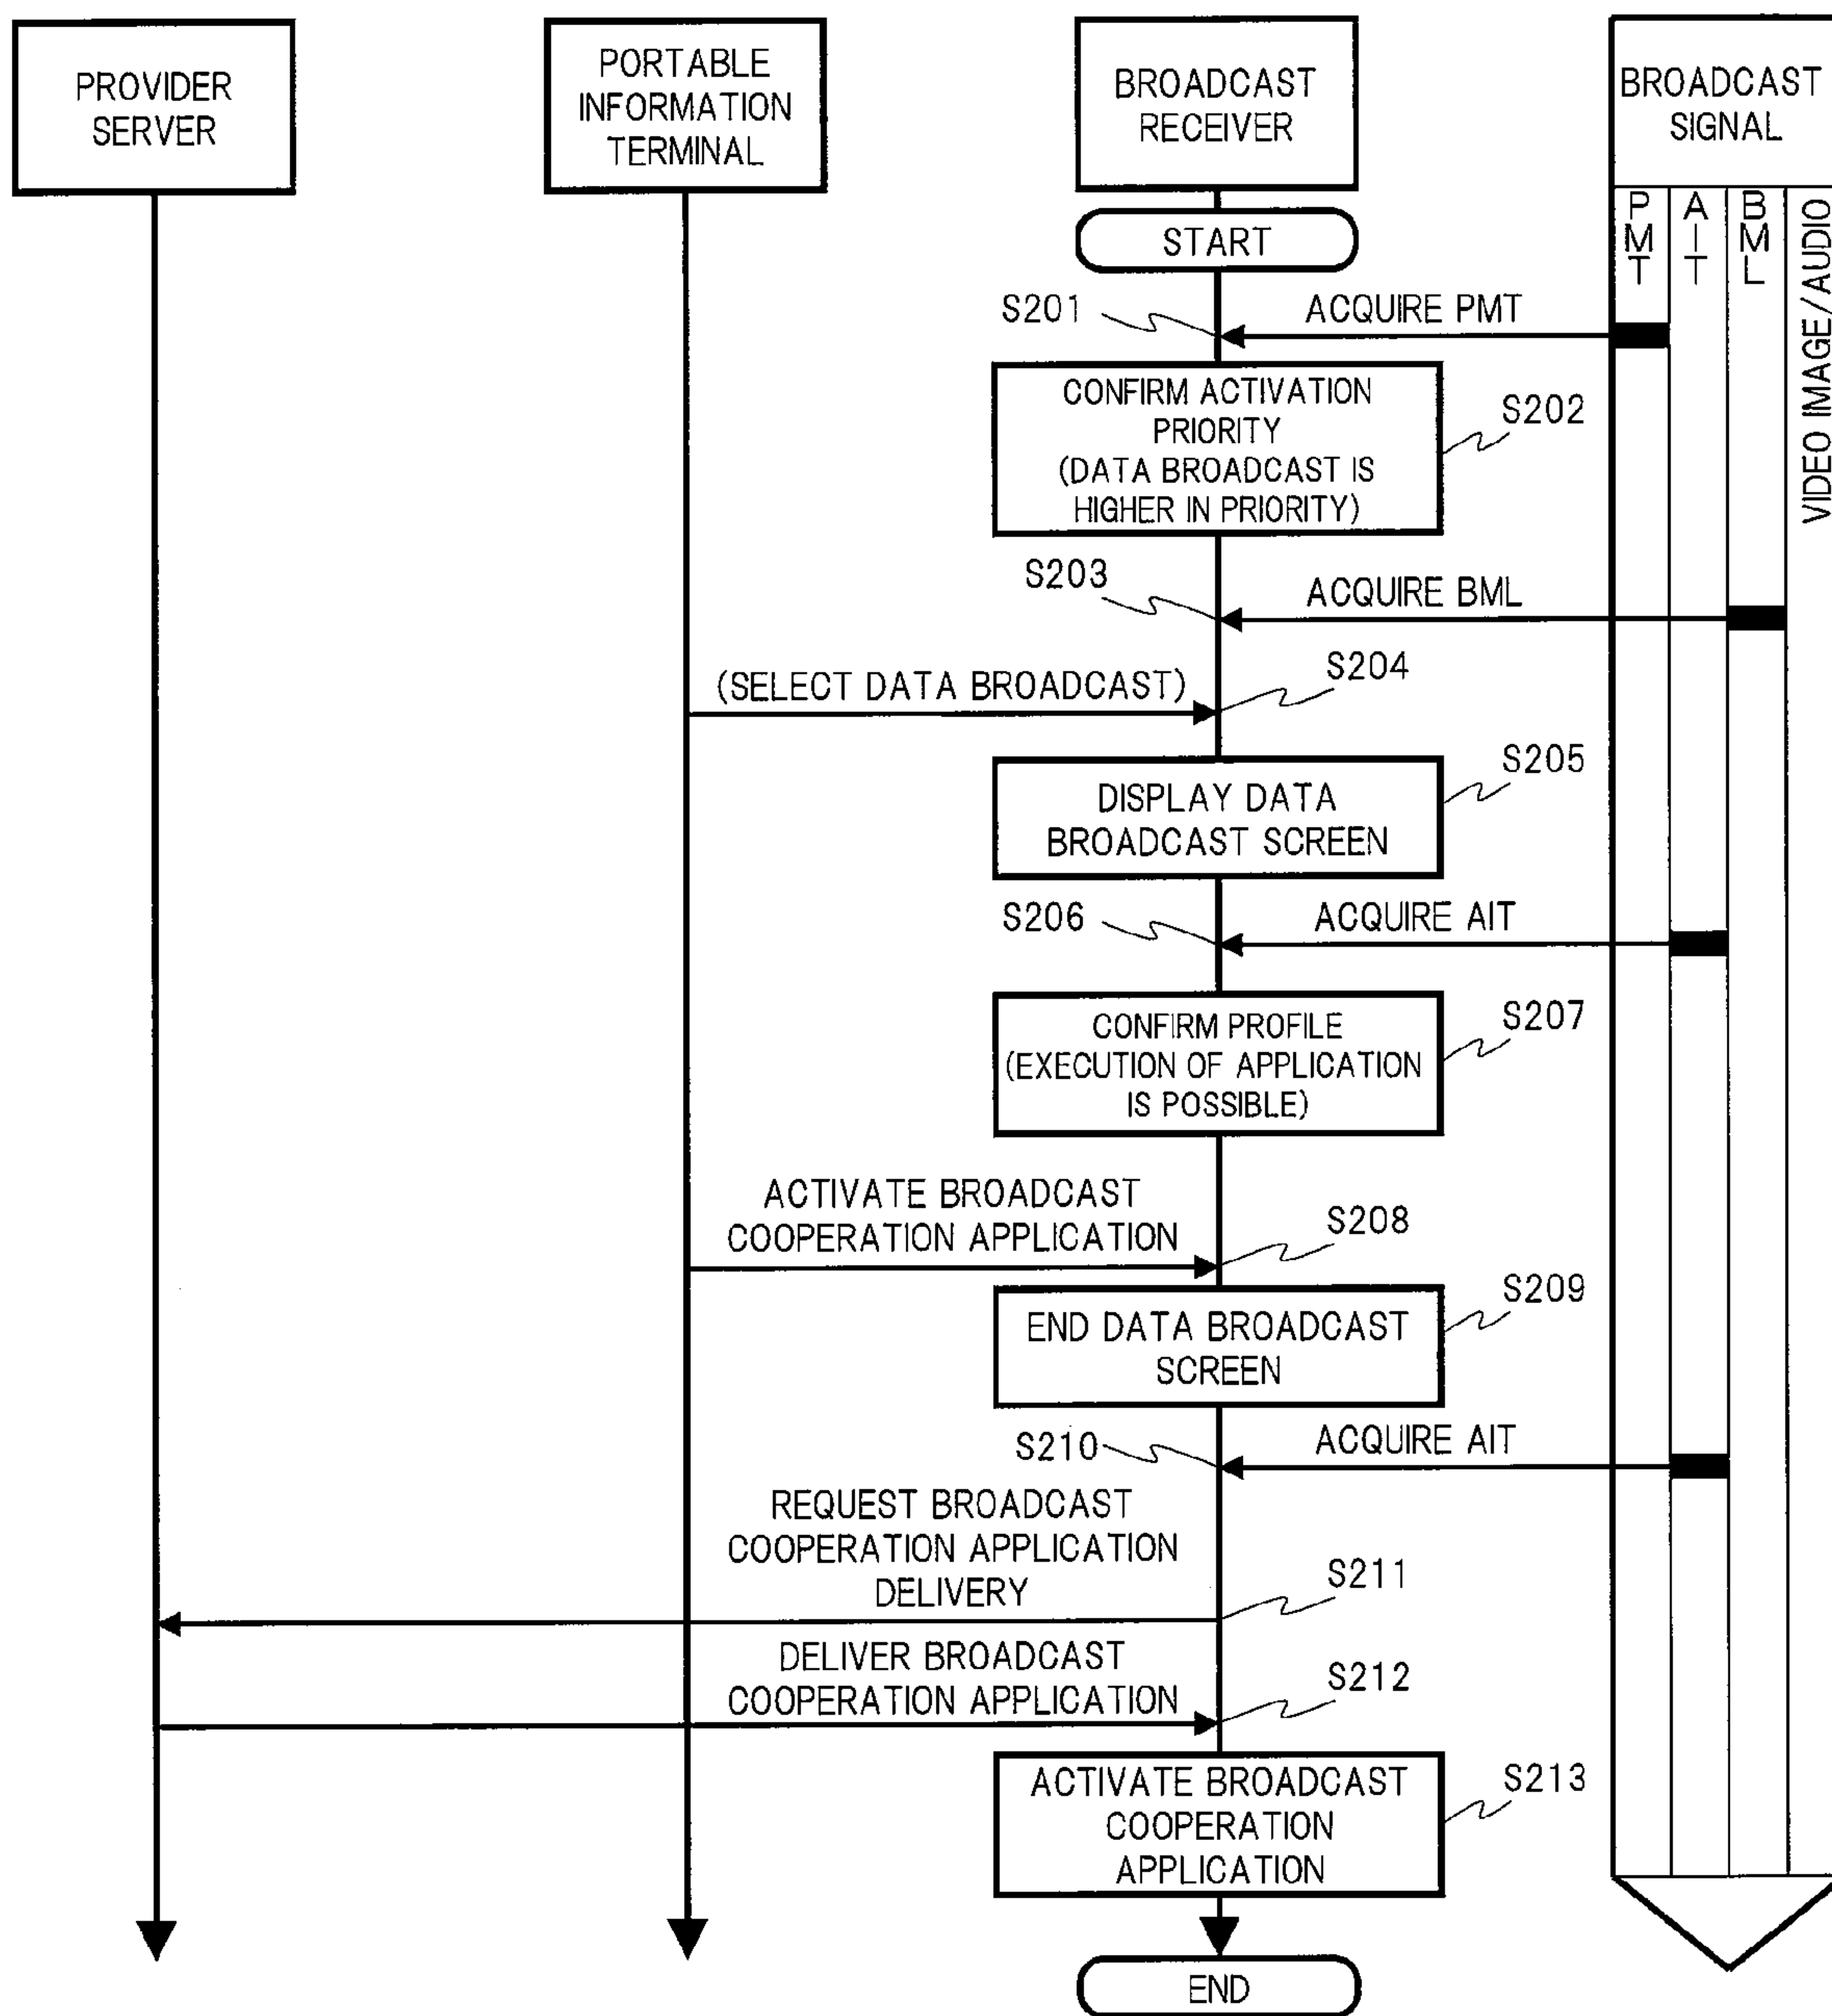 PROVIDER
SERVER
PORTABLE
INFORMATION
TERMINAL
BROADCAST
RECEIVER
BROADCAST
SIGNAL
PMT
AIT
BML
VIDEO IMAGE/AUDIO
START
S201
ACQUIRE PMT
CONFIRM ACTIVATION
PRIORITY
(DATA BROADCAST IS
HIGHER IN PRIORITY)
S202
S203
ACQUIRE BML
(SELECT DATA BROADCAST)
S204
DISPLAY DATA
BROADCAST SCREEN
S205
S206
ACQUIRE AIT
CONFIRM PROFILE
(EXECUTION OF APPLICATION
IS POSSIBLE)
S207
ACTIVATE BROADCAST
COOPERATION APPLICATION
S208
END DATA BROADCAST
SCREEN
S209
S210
ACQUIRE AIT
REQUEST BROADCAST
COOPERATION APPLICATION
DELIVERY
S211
DELIVER BROADCAST
COOPERATION APPLICATION
S212
ACTIVATE BROADCAST
COOPERATION
APPLICATION
S213
END